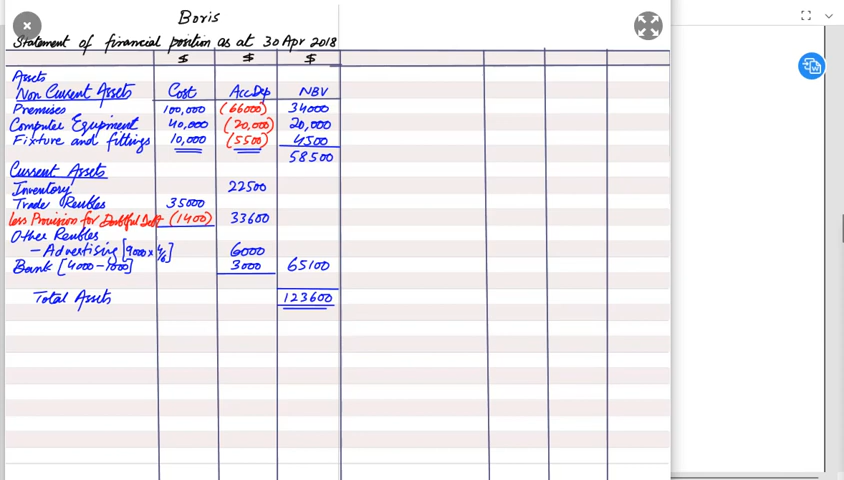 Boris
Statement of financial position as at 30 Apr 2018
$ $ $
Assets
Non Current Assets Cost Acc Dep NBV
Premises 100,000 (66000) 34000
Computer Equipment 40,000 (20,000) 20,000
Fixture and fittings 10,000 (5500) 4500
58500
Current Assets
Inventory 22500
Trade Reubles 35000
Less Provision for Doubtful Debt (1400) 33600
Other Reubles
- Advertising [9000 x 4/6] 6000
Bank [4000 - 1000] 3000 65100
Total Assets 123600